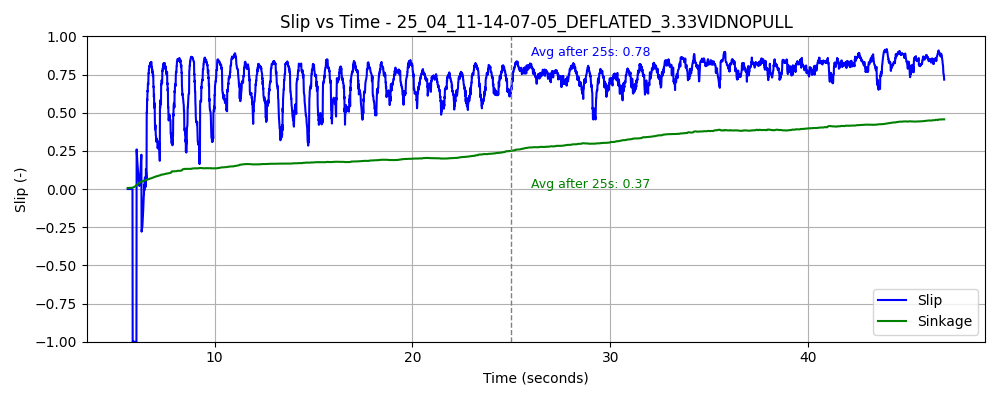 Slip vs Time - 25_04_11-14-07-05_DEFLATED_3.33VIDNOPULL
1.00
0.75
0.50
0.25
0.00
−0.25
−0.50
−0.75
−1.00
Slip (-)
Avg after 25s: 0.78
Avg after 25s: 0.37
Slip
Sinkage
10
20
30
40
Time (seconds)